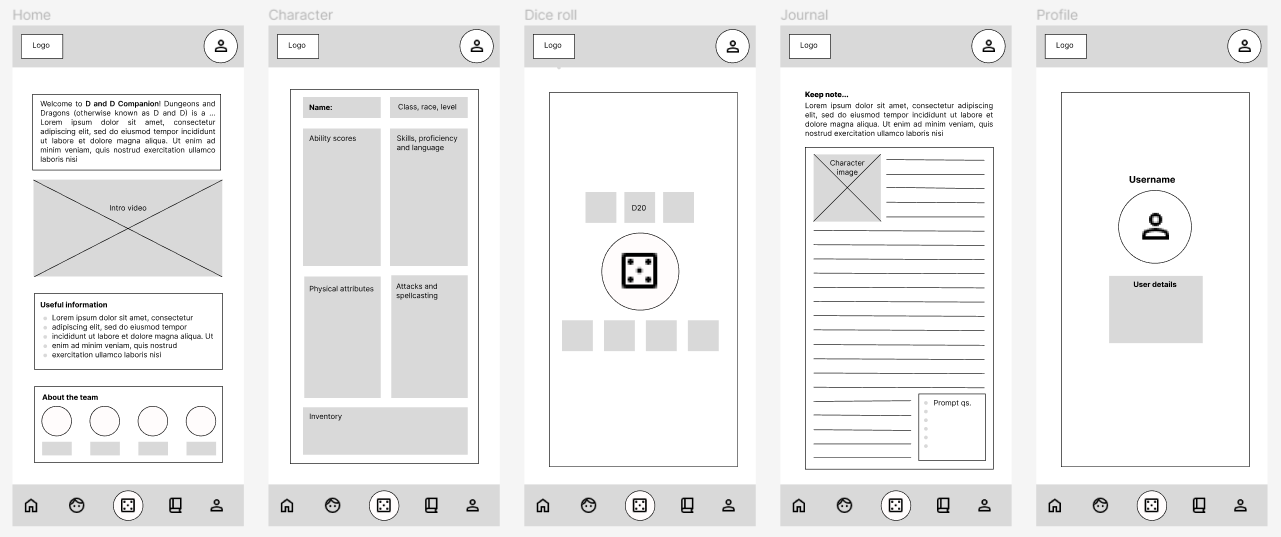 Home
Logo
Welcome to D and D Companion! Dungeons and
Dragons (otherwise known as D and D) is a ...
Lorem ipsum dolor sit amet, consectetur
adipiscing elit, sed do eiusmod tempor incididunt
ut labore et dolore magna aliqua. Ut enim ad
minim veniam, quis nostrud exercitation ullamco
laboris nisi
Intro video
Useful information
Lorem ipsum dolor sit amet, consectetur
adipiscing elit, sed do eiusmod tempor
incididunt ut labore et dolore magna aliqua. Ut
enim ad minim veniam, quis nostrud
exercitation ullamco laboris nisi
About the team
Character
Logo
Name:
Class, race, level
Ability scores
Skills, proficiency
and language
Physical attributes
Attacks and
spellcasting
Inventory
Dice roll
Logo
D20
Journal
Logo
Keep note...
Lorem ipsum dolor sit amet, consectetur adipiscing
elit, sed do eiusmod tempor incididunt ut labore et
dolore magna aliqua. Ut enim ad minim veniam, quis
nostrud exercitation ullamco laboris nisi
Character
image
Prompt qs.
Profile
Logo
Username
User details